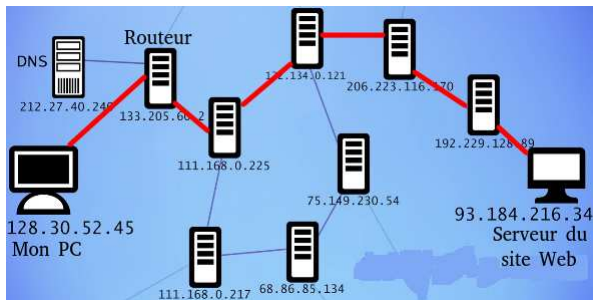 Routeur
DNS
212.27.40.240
133.205.60.2
111.168.0.225
206.223.116.170
192.229.128.89
75.149.230.54
128.30.52.45
Mon PC
93.184.216.34
Serveur du
site Web
111.168.0.217
68.86.85.134